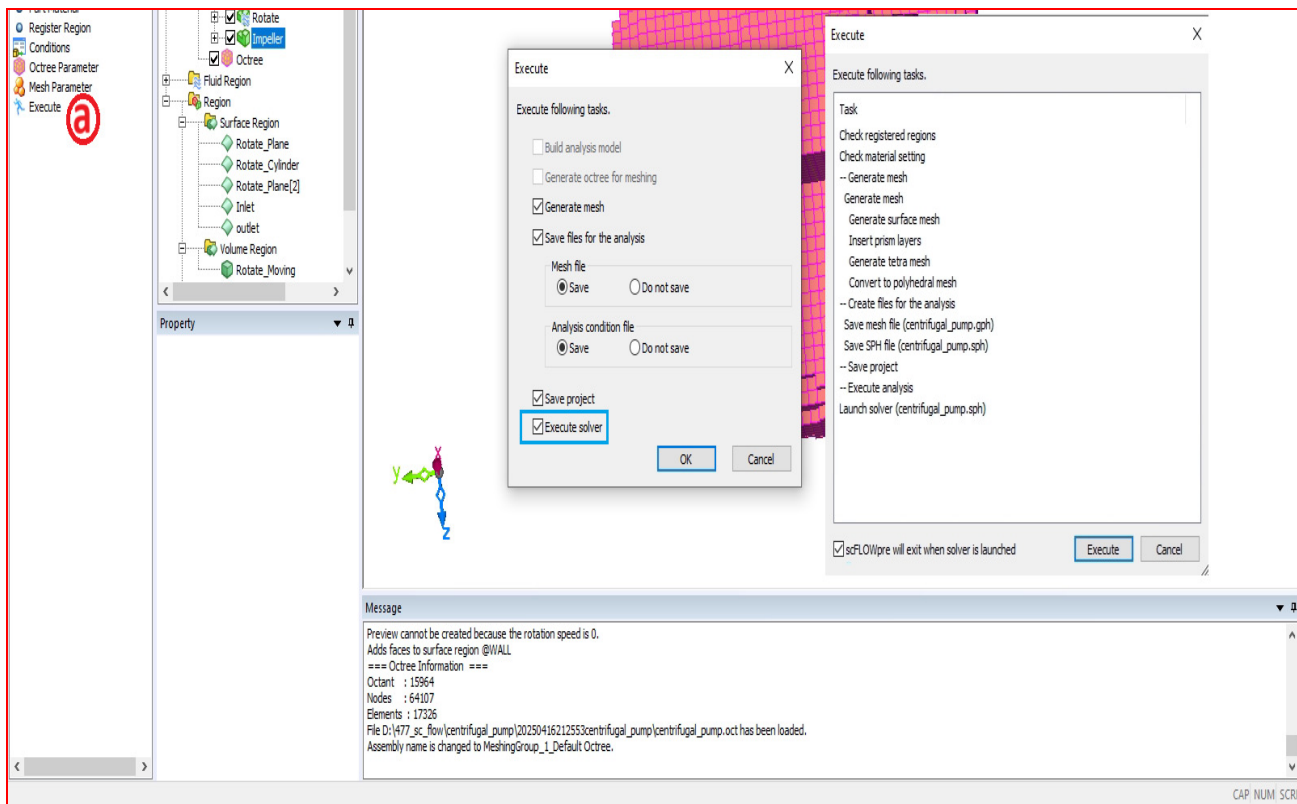 Register Region
Conditions
Octree Parameter
Mesh Parameter
Execute
a
Rotate
Impeller
Octree
Fluid Region
Region
Surface Region
Rotate_Plane
Rotate_Cylinder
Rotate_Plane[2]
Inlet
outlet
Volume Region
Rotate_Moving
Property
Y
X
Z
Execute
Execute following tasks.
Build analysis model
Generate octree for meshing
Generate mesh
Save files for the analysis
Mesh file
Save Do not save
Analysis condition file
Save Do not save
Save project
Execute solver
OK Cancel
Execute
Execute following tasks.
Task
Check registered regions
Check material setting
-- Generate mesh
Generate mesh
Generate surface mesh
Insert prism layers
Generate tetra mesh
Convert to polyhedral mesh
-- Create files for the analysis
Save mesh file (centrifugal_pump.gph)
Save SPH file (centrifugal_pump.sph)
-- Save project
-- Execute analysis
Launch solver (centrifugal_pump.sph)
scFLOWpre will exit when solver is launched
Execute Cancel
Message
Preview cannot be created because the rotation speed is 0.
Adds faces to surface region @WALL
=== Octree Information ===
Octant : 15964
Nodes : 64107
Elements : 17326
File D:\477_sc_flow\centrifugal_pump\20250416212553centrifugal_pump\centrifugal_pump.oct has been loaded.
Assembly name is changed to MeshingGroup_1_Default Octree.
CAP NUM